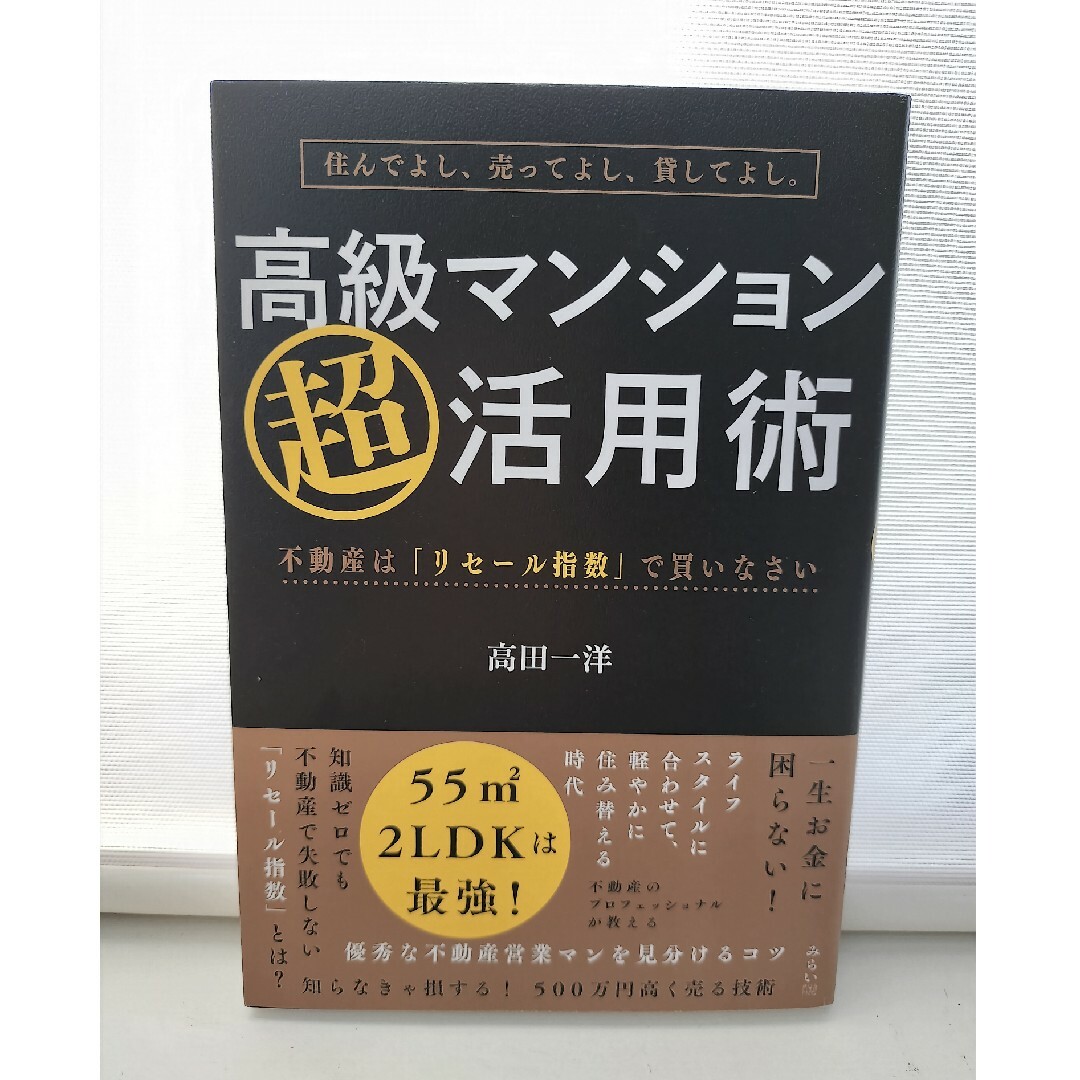 住んでよし、売ってよし、貸してよし。
高級マンション
超活用術
不動産は「リセール指数」で買いなさい
高田一洋
一生お金に
困らない!
ライフ
スタイルに
合わせて、
軽やかに
住み替える
時代
不動産の
プロフェッショナル
が教える
55㎡
2LDKは
最強!
知識ゼロでも
不動産で失敗しない
「リセール指数」とは?
優秀な不動産営業マンを見分けるコツ
知らなきゃ損する! 500万円高く売る技術
みらい